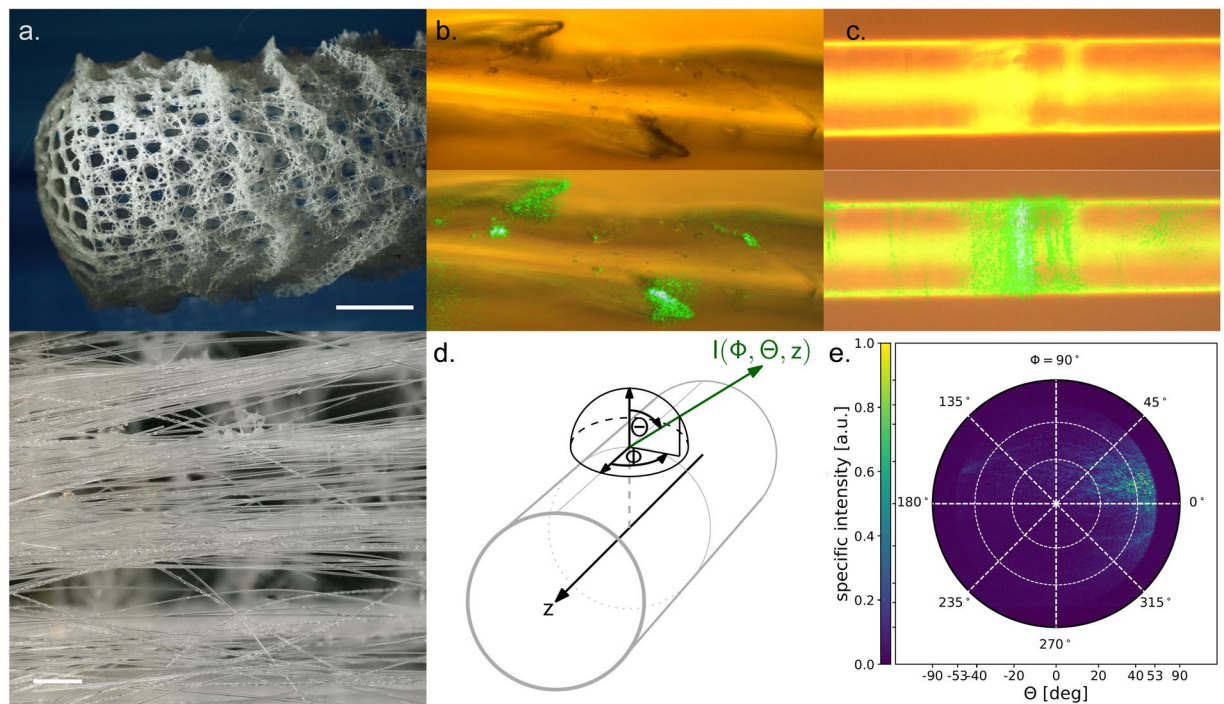 a.
b.
c.
d.
I(Φ, Θ, z)
Θ
Φ
z
e.
1.0
0.8
0.6
0.4
0.2
0.0
specific intensity [a.u.]
Φ = 90°
135°
45°
180°
0°
235°
315°
270°
-90 -53-40 -20 0 20 40 53 90
Θ [deg]